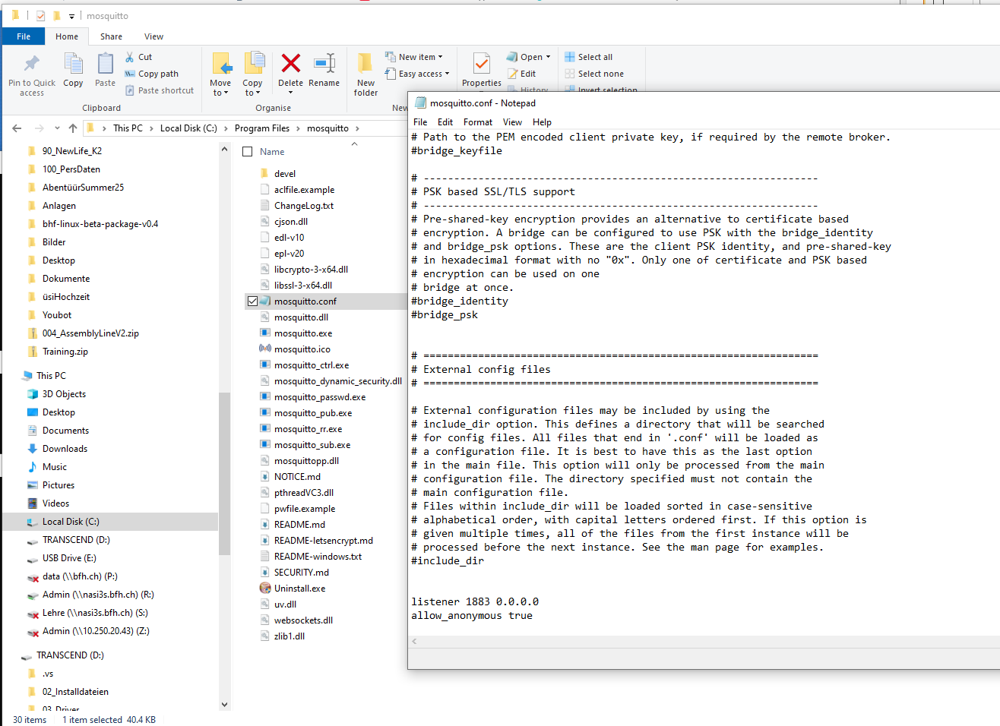 mosquitto
File Home Share View
Pin to Quick access
Copy
Paste
Cut
Copy path
Paste shortcut
Clipboard
Move to
Copy to
Delete
Rename
Organise
New folder
New item
Easy access
New
Properties
Open
Edit
History
Select all
Select none
Invert selection
This PC > Local Disk (C:) > Program Files > mosquitto >
90_NewLife_K2
100_PersDaten
AbentüürSummer25
Anlagen
bhf-linux-beta-package-v0.4
Bilder
Desktop
Dokumente
üsiHochzeit
Youbot
004_AssemblyLineV2.zip
Training.zip
This PC
3D Objects
Desktop
Documents
Downloads
Music
Pictures
Videos
Local Disk (C:)
TRANSCEND (D:)
USB Drive (E:)
data (\\bfh.ch) (P:)
Admin (\\nasi3s.bfh.ch) (R:)
Lehre (\\nasi3s.bfh.ch) (S:)
Admin (\\10.250.20.43) (Z:)
TRANSCEND (D:)
.vs
02_Installdateien
03_Driver
30 items 1 item selected 40.4 KB
Name
devel
aclfile.example
ChangeLog.txt
cjson.dll
edl-v10
epl-v20
libcrypto-3-x64.dll
libssl-3-x64.dll
mosquitto.conf
mosquitto.dll
mosquitto.exe
mosquitto.ico
mosquitto_ctrl.exe
mosquitto_dynamic_security.dll
mosquitto_passwd.exe
mosquitto_pub.exe
mosquitto_rr.exe
mosquitto_sub.exe
mosquittopp.dll
NOTICE.md
pthreadVC3.dll
pwfile.example
README.md
README-letsencrypt.md
README-windows.txt
SECURITY.md
Uninstall.exe
uv.dll
websockets.dll
zlib1.dll
mosquitto.conf - Notepad
File Edit Format View Help
# Path to the PEM encoded client private key, if required by the remote broker.
#bridge_keyfile
# -----------------------------------------------------------------
# PSK based SSL/TLS support
# -----------------------------------------------------------------
# Pre-shared-key encryption provides an alternative to certificate based
# encryption. A bridge can be configured to use PSK with the bridge_identity
# and bridge_psk options. These are the client PSK identity, and pre-shared-key
# in hexadecimal format with no "0x". Only one of certificate and PSK based
# encryption can be used on one
# bridge at once.
#bridge_identity
#bridge_psk
# =================================================================
# External config files
# =================================================================
# External configuration files may be included by using the
# include_dir option. This defines a directory that will be searched
# for config files. All files that end in '.conf' will be loaded as
# a configuration file. It is best to have this as the last option
# in the main file. This option will only be processed from the main
# configuration file. The directory specified must not contain the
# main configuration file.
# Files within include_dir will be loaded sorted in case-sensitive
# alphabetical order, with capital letters ordered first. If this option is
# given multiple times, all of the files from the first instance will be
# processed before the next instance. See the man page for examples.
#include_dir
listener 1883 0.0.0.0
allow_anonymous true